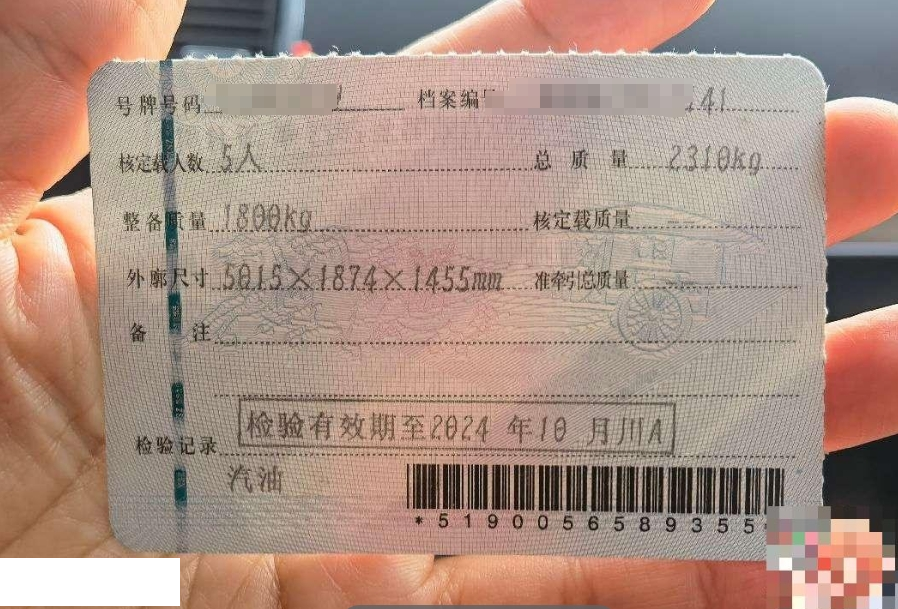 号牌号码 档案编 41
核定载人数 5人 总质量 2310kg
整备质量 1800kg 核定载质量 --
外廓尺寸 5015×1874×1455mm 准牵引总质量 --
备注
检验记录 检验有效期至2024年10月川A
汽油
*5190056589355